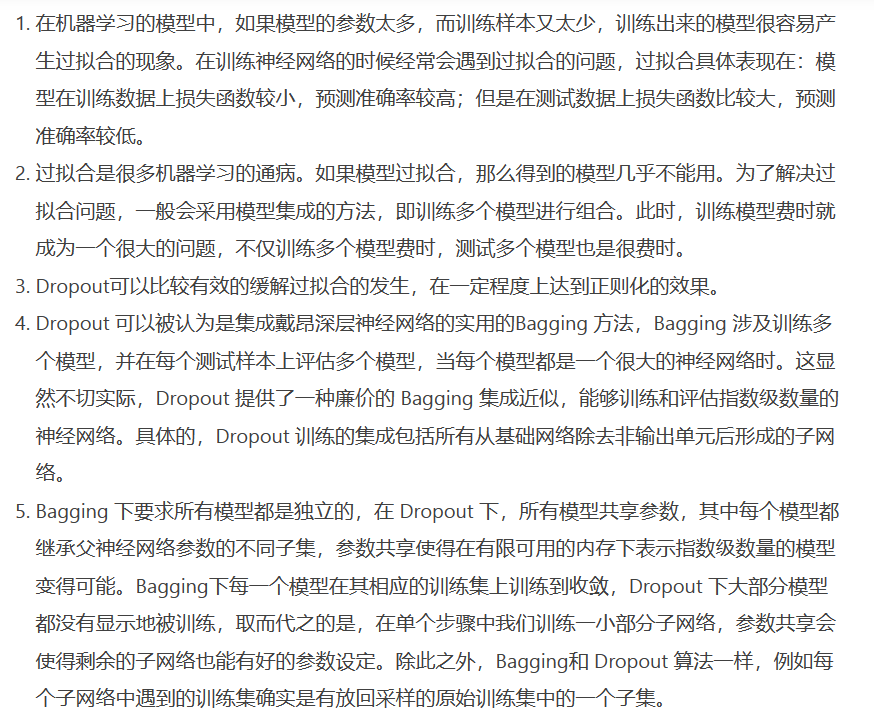 1. 在机器学习的模型中，如果模型的参数太多，而训练样本又太少，训练出来的模型很容易产
生过拟合的现象。在训练神经网络的时候经常会遇到过拟合的问题，过拟合具体表现在：模
型在训练数据上损失函数较小，预测准确率较高；但是在测试数据上损失函数比较大，预测
准确率较低。
2. 过拟合是很多机器学习的通病。如果模型过拟合，那么得到的模型几乎不能用。为了解决过
拟合问题，一般会采用模型集成的方法，即训练多个模型进行组合。此时，训练模型费时就
成为一个很大的问题，不仅训练多个模型费时，测试多个模型也是很费时。
3. Dropout可以比较有效的缓解过拟合的发生，在一定程度上达到正则化的效果。
4. Dropout 可以被认为是集成戴昂深层神经网络的实用的Bagging 方法，Bagging 涉及训练多
个模型，并在每个测试样本上评估多个模型，当每个模型都是一个很大的神经网络时。这显
然不切实际，Dropout 提供了一种廉价的 Bagging 集成近似，能够训练和评估指数级数量的
神经网络。具体的，Dropout 训练的集成包括所有从基础网络除去非输出单元后形成的子网
络。
5. Bagging 下要求所有模型都是独立的，在 Dropout 下，所有模型共享参数，其中每个模型都
继承父神经网络参数的不同子集，参数共享使得在有限可用的内存下表示指数级数量的模型
变得可能。Bagging下每一个模型在其相应的训练集上训练到收敛，Dropout 下大部分模型
都没有显示地被训练，取而代之的是，在单个步骤中我们训练一小部分子网络，参数共享会
使得剩余的子网络也能有好的参数设定。除此之外，Bagging和 Dropout 算法一样，例如每
个子网络中遇到的训练集确实是有放回采样的原始训练集中的一个子集。